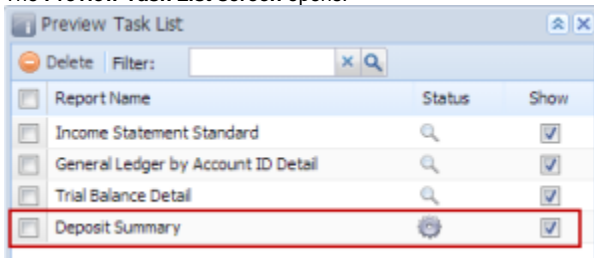 Preview Task List
Delete Filter:
Report Name Status Show
Income Statement Standard
General Ledger by Account ID Detail
Trial Balance Detail
Deposit Summary